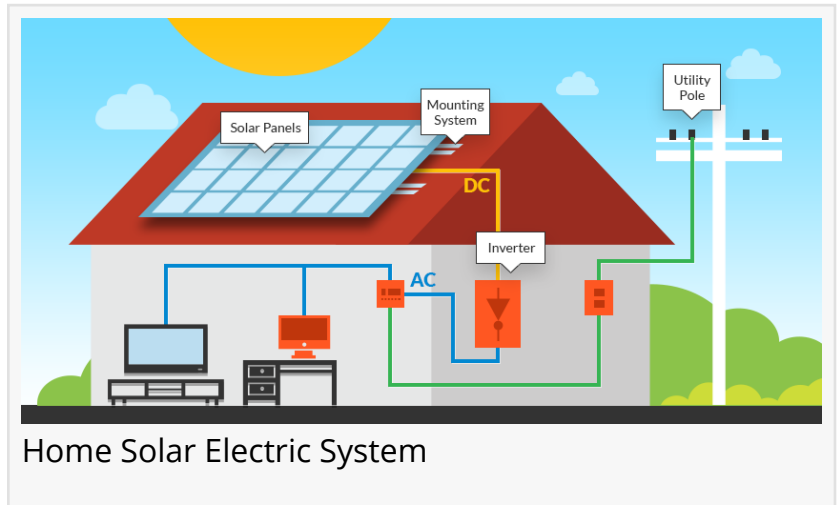 Utility
Pole
Mounting
System
Solar Panels
DC
Inverter
AC
Home Solar Electric System